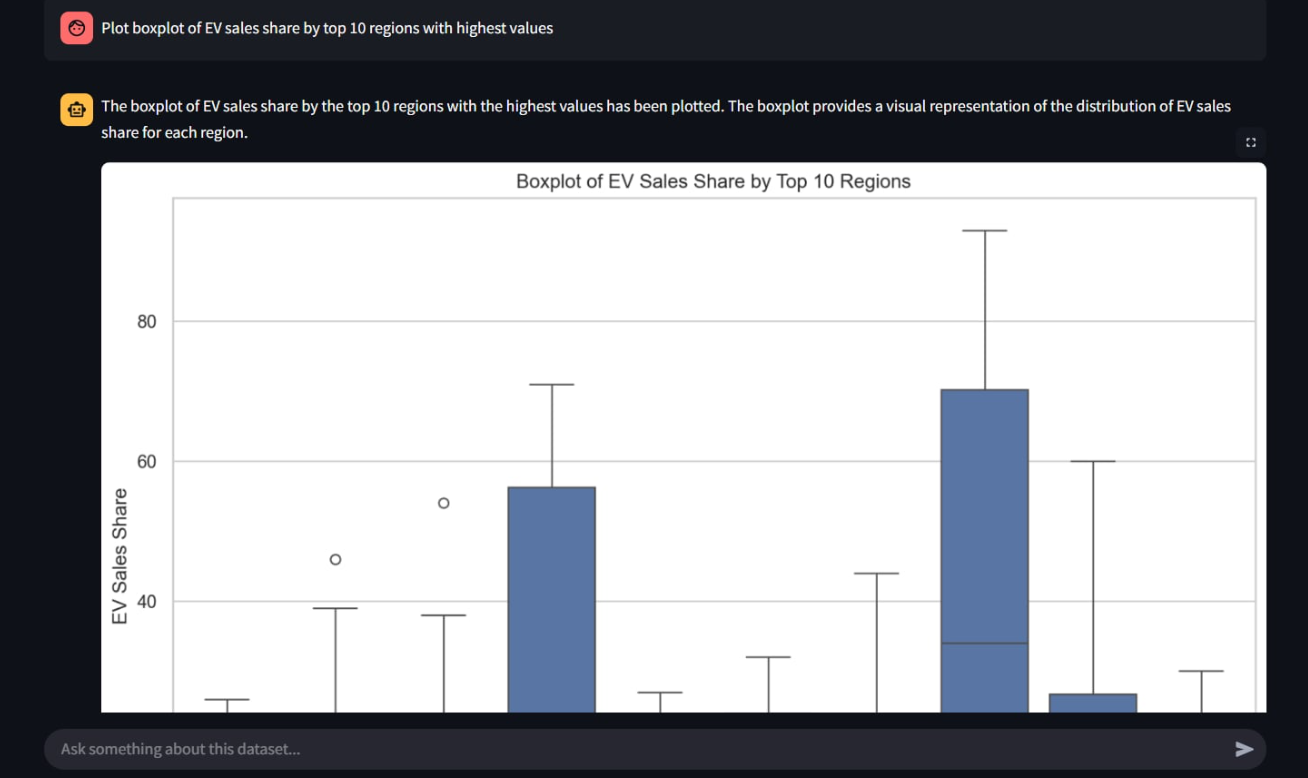 Plot boxplot of EV sales share by top 10 regions with highest values
The boxplot of EV sales share by the top 10 regions with the highest values has been plotted. The boxplot provides a visual representation of the distribution of EV sales
share for each region.
Boxplot of EV Sales Share by Top 10 Regions
80
60
40
EV Sales Share
Ask something about this dataset...